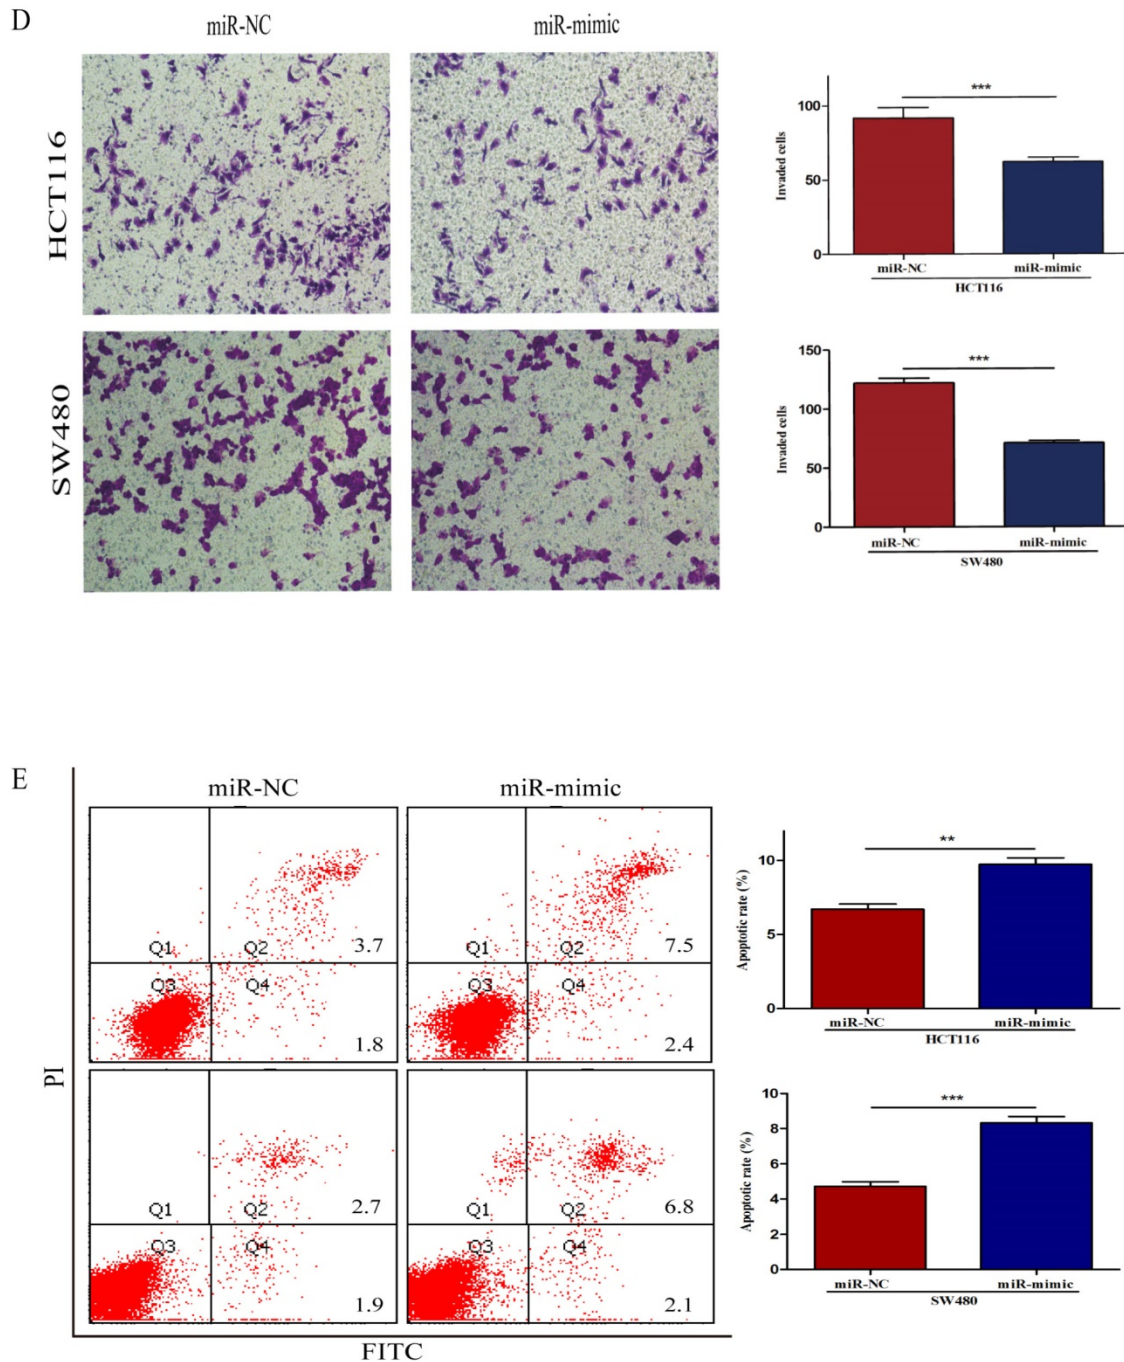 D
miR-NC
miR-mimic
HCT116
SW480
Invaded cells
100
50
0
***
miR-NC
miR-mimic
HCT116
Invaded cells
150
100
50
0
***
miR-NC
miR-mimic
SW480
E
miR-NC
miR-mimic
Q1
Q2
3.7
Q3
Q4
1.8
Q1
Q2
7.5
Q3
Q4
2.4
Q1
Q2
2.7
Q3
Q4
1.9
Q1
Q2
6.8
Q3
Q4
2.1
PI
FITC
Apoptotic rate (%)
10
5
0
**
miR-NC
miR-mimic
HCT116
Apoptotic rate (%)
10
8
6
4
2
0
***
miR-NC
miR-mimic
SW480